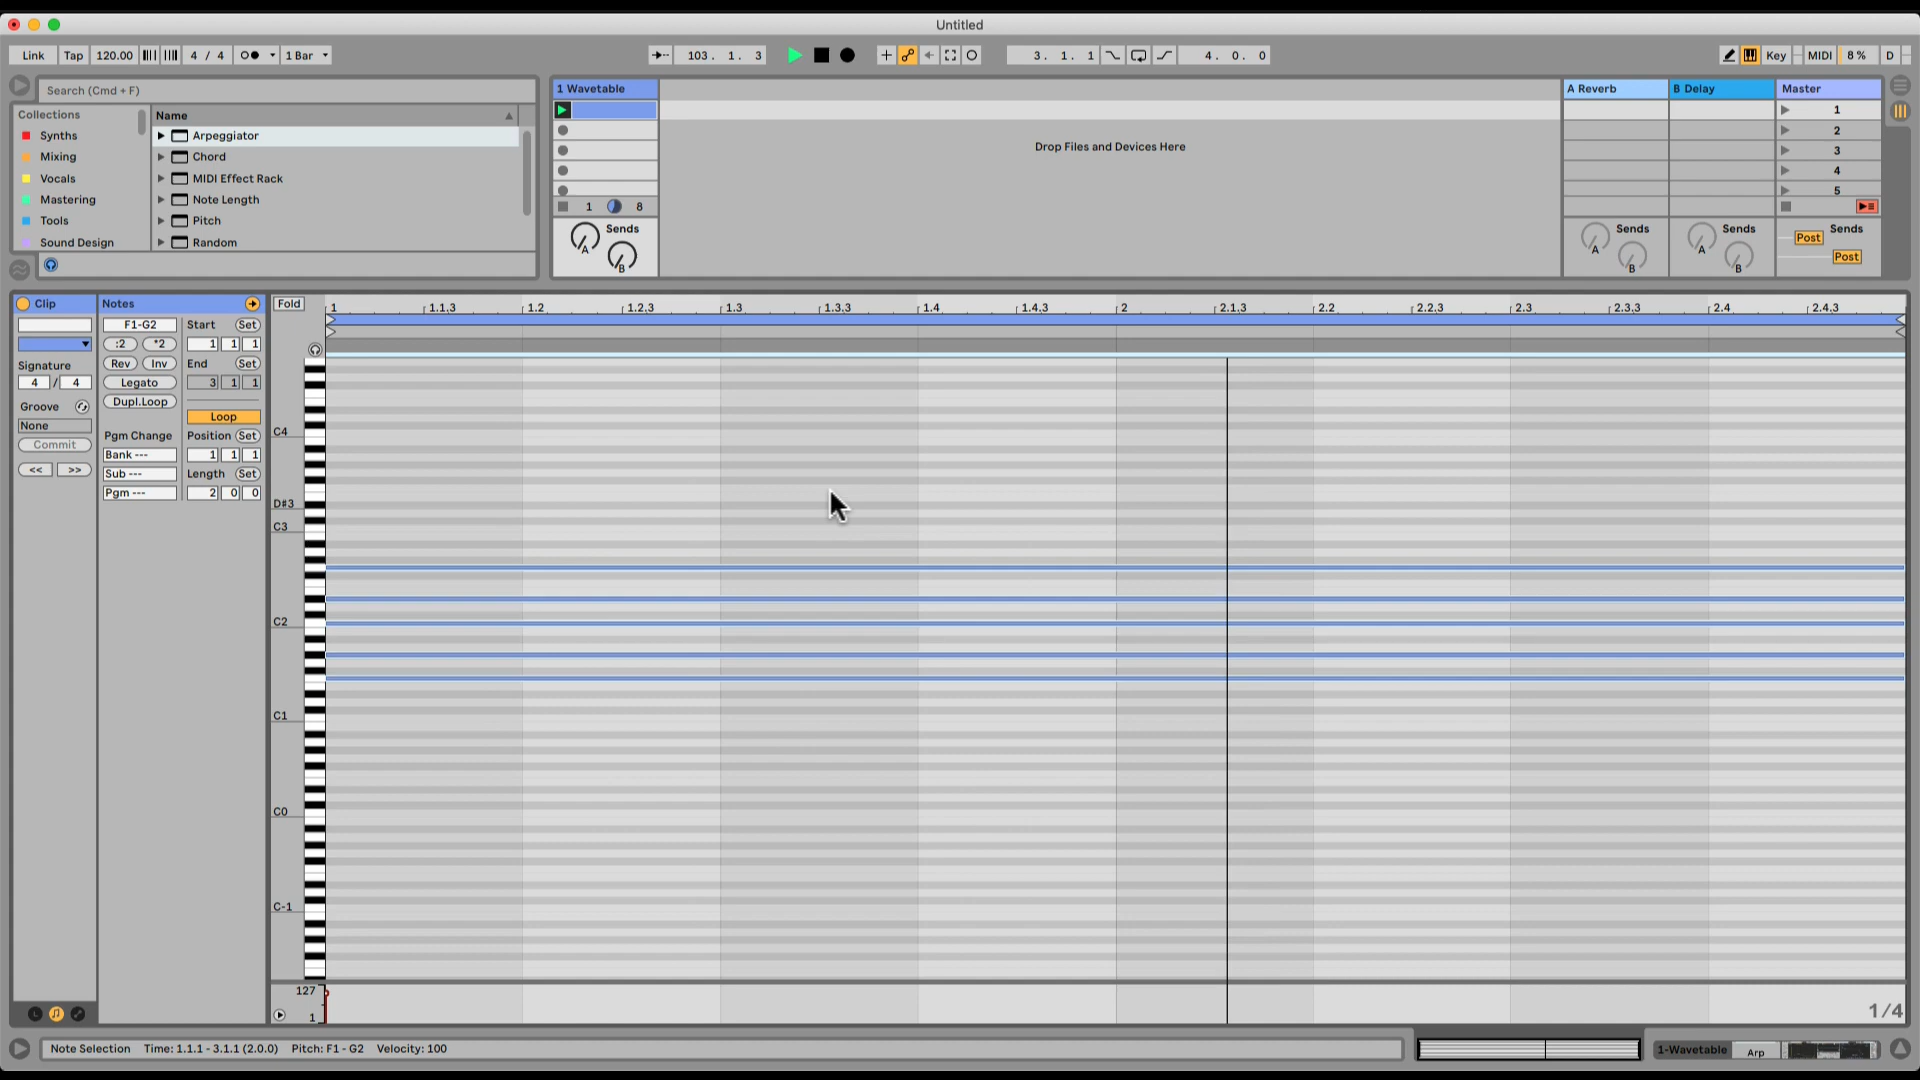 Untitled
Link Tap 120.00 4 / 4 1 Bar 103. 1. 3 3. 1. 1 4. 0. 0 Key MIDI 8 % D
Search (Cmd + F)
Collections
Synths
Mixing
Vocals
Mastering
Tools
Sound Design
Name
Arpeggiator
Chord
MIDI Effect Rack
Note Length
Pitch
Random
1 Wavetable
1 8
Sends
A
B
Drop Files and Devices Here
A Reverb
Sends
A
B
B Delay
Sends
A
B
Master
1
2
3
4
5
Sends
Post
Post
Clip
Signature
4 / 4
Groove
None
Commit
<< >>
Notes
F1-G2
:2 *2
Rev Inv
Legato
Dupl.Loop
Pgm Change
Bank ---
Sub ---
Pgm ---
Start Set
1 1 1
End Set
3 1 1
Loop
Position Set
1 1 1
Length Set
2 0 0
Fold
1 1.1.3 1.2 1.2.3 1.3 1.3.3 1.4 1.4.3 2 2.1.3 2.2 2.2.3 2.3 2.3.3 2.4 2.4.3
C4
D#3
C3
C2
C1
C0
C-1
127
1
1/4
Note Selection Time: 1.1.1 - 3.1.1 (2.0.0) Pitch: F1 - G2 Velocity: 100
1-Wavetable Arp